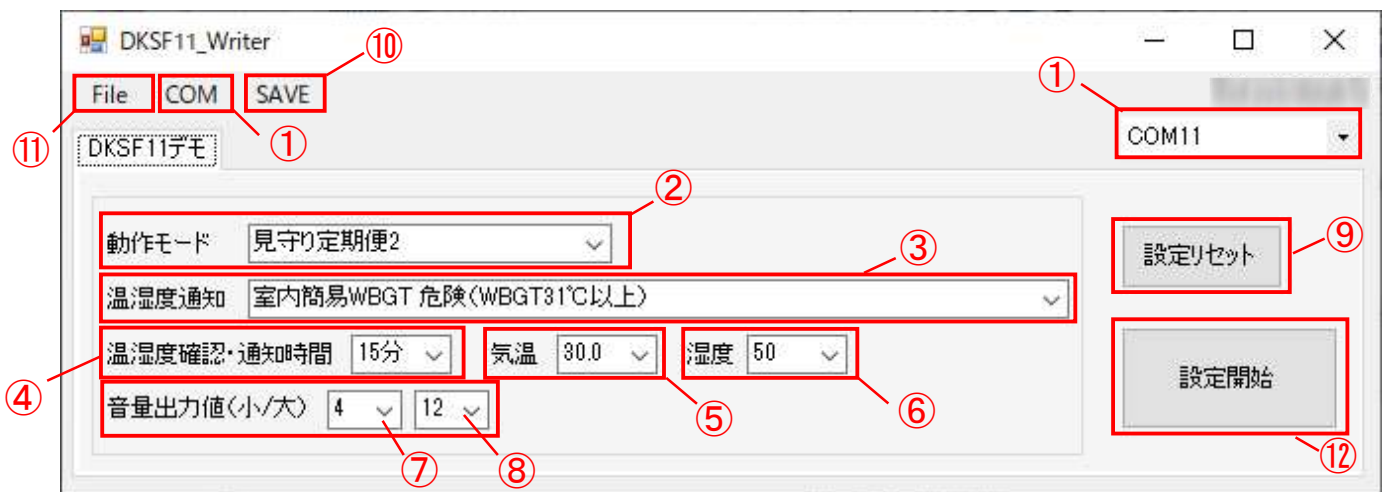 DKSF11_Writer
⑩
①
①
File COM SAVE
⑪
①
COM11
DKSF11デモ
②
動作モード 見守り定期便2
③
⑨
設定リセット
温湿度通知 室内簡易WBGT 危険(WBGT31℃以上)
④
温湿度確認・通知時間 15分 気温 30.0 湿度 50
設定開始
音量出力値(小/大) 4 12
⑤
⑥
⑦
⑧
⑫